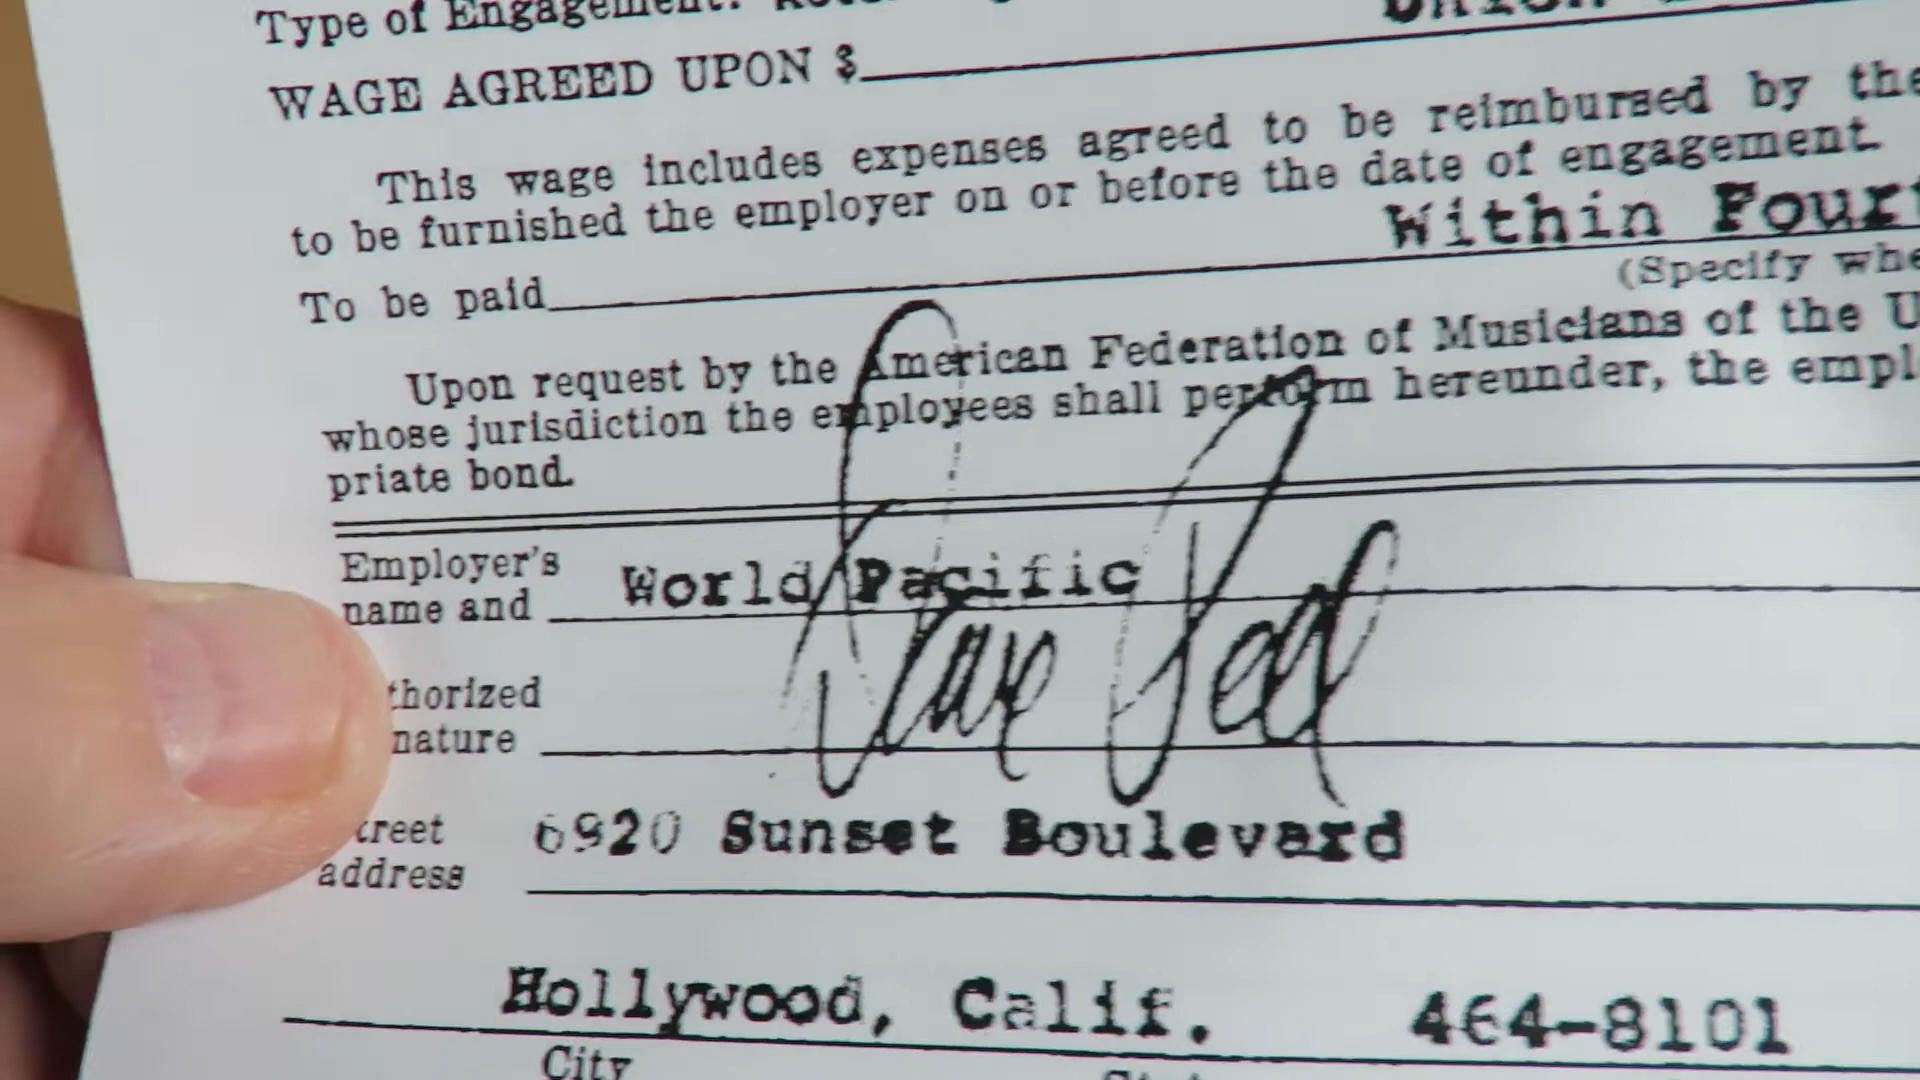 Type of Engagement:
WAGE AGREED UPON $
This wage includes expenses agreed to be reimbursed by the
to be furnished the employer on or before the date of engagement.
Within Four
To be paid
(Specify whe
Upon request by the American Federation of Musicians of the U
whose jurisdiction the employees shall perform hereunder, the empl
priate bond.
Employer's
name and World Pacific
thorized
nature
treet 6920 Sunset Boulevard
address
Hollywood, Calif. 464-8101
City